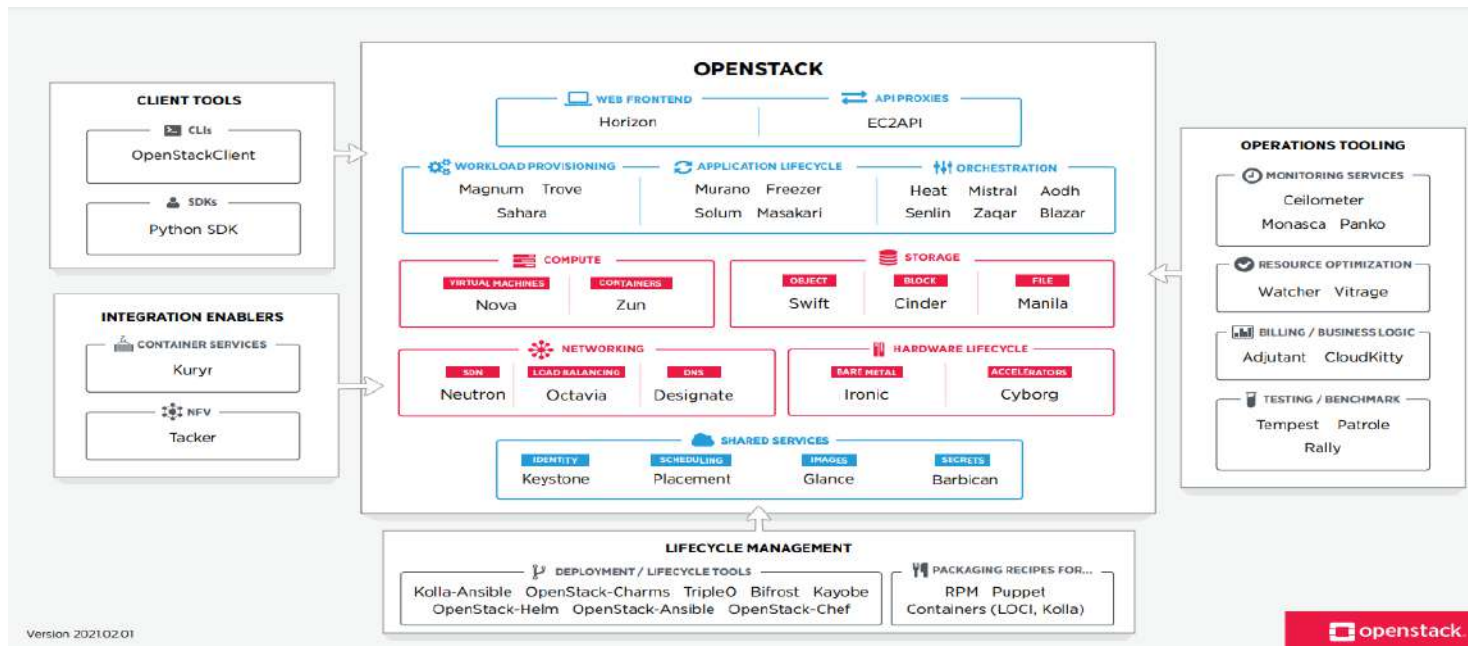 OPENSTACK
WEB FRONTEND
Horizon
API PROXIES
EC2API
WORKLOAD PROVISIONING
Magnum Trove
Sahara
APPLICATION LIFECYCLE
Murano Freezer
Solum Masakari
ORCHESTRATION
Heat Mistral Aodh
Senlin Zaqar Blazar
COMPUTE
VIRTUAL MACHINES
Nova
CONTAINERS
Zun
STORAGE
OBJECT
Swift
BLOCK
Cinder
FILE
Manila
NETWORKING
SDN
Neutron
LOAD BALANCING
Octavia
DNS
Designate
HARDWARE LIFECYCLE
BARE METAL
Ironic
ACCELERATORS
Cyborg
SHARED SERVICES
IDENTITY
Keystone
SCHEDULING
Placement
IMAGES
Glance
SECRETS
Barbican
CLIENT TOOLS
CLIs
OpenStackClient
SDKs
Python SDK
INTEGRATION ENABLERS
CONTAINER SERVICES
Kuryr
NFV
Tacker
OPERATIONS TOOLING
MONITORING SERVICES
Ceilometer
Monasca Panko
RESOURCE OPTIMIZATION
Watcher Vitrage
BILLING / BUSINESS LOGIC
Adjutant CloudKitty
TESTING / BENCHMARK
Tempest Patrole
Rally
LIFECYCLE MANAGEMENT
DEPLOYMENT / LIFECYCLE TOOLS
Kolla-Ansible OpenStack-Charms TripleO Bifrost Kayobe
OpenStack-Helm OpenStack-Ansible OpenStack-Chef
PACKAGING RECIPES FOR...
RPM Puppet
Containers (LOCI, Kolla)
Version 2021.02.01
openstack.